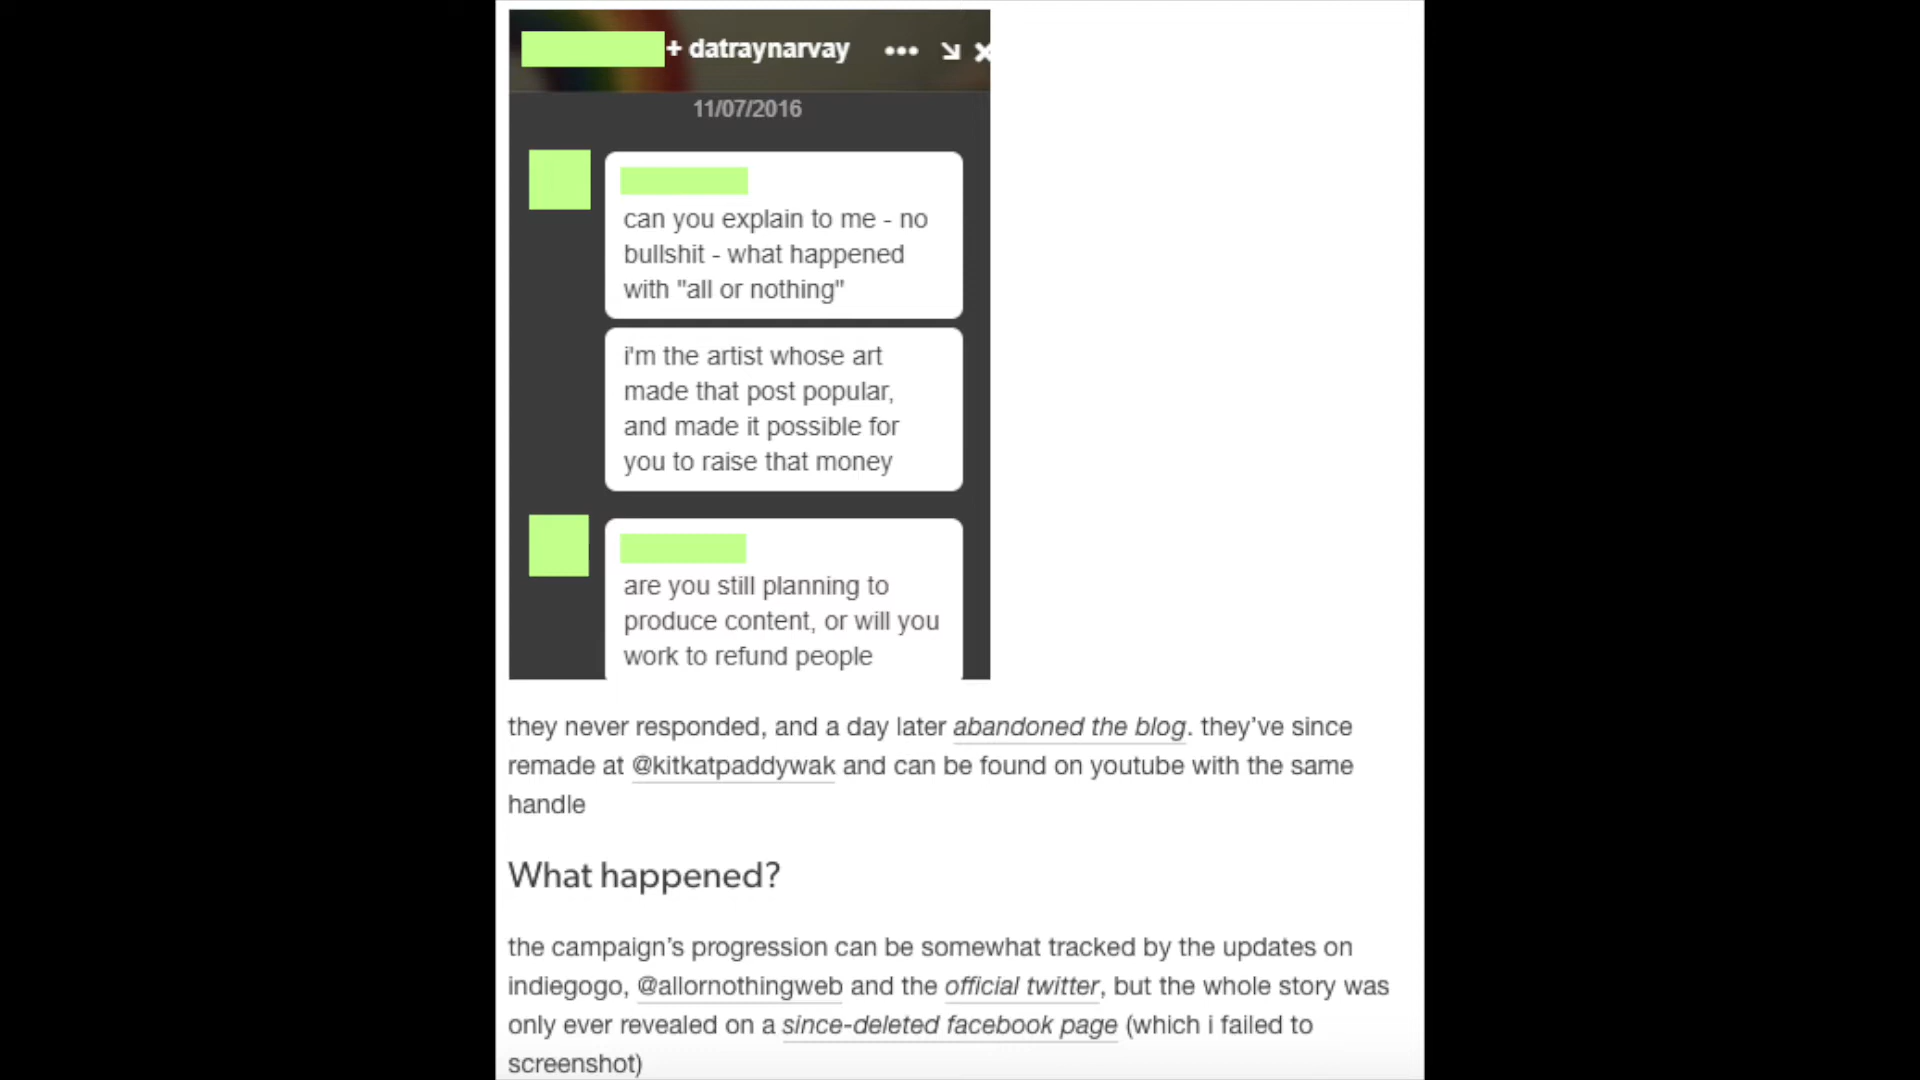 + datraynarvay
11/07/2016
can you explain to me - no
bullshit - what happened
with "all or nothing"
i'm the artist whose art
made that post popular,
and made it possible for
you to raise that money
are you still planning to
produce content, or will you
work to refund people
they never responded, and a day later abandoned the blog. they’ve since
remade at @kitkatpaddywak and can be found on youtube with the same
handle
What happened?
the campaign’s progression can be somewhat tracked by the updates on
indiegogo, @allornothingweb and the official twitter, but the whole story was
only ever revealed on a since-deleted facebook page (which i failed to
screenshot)